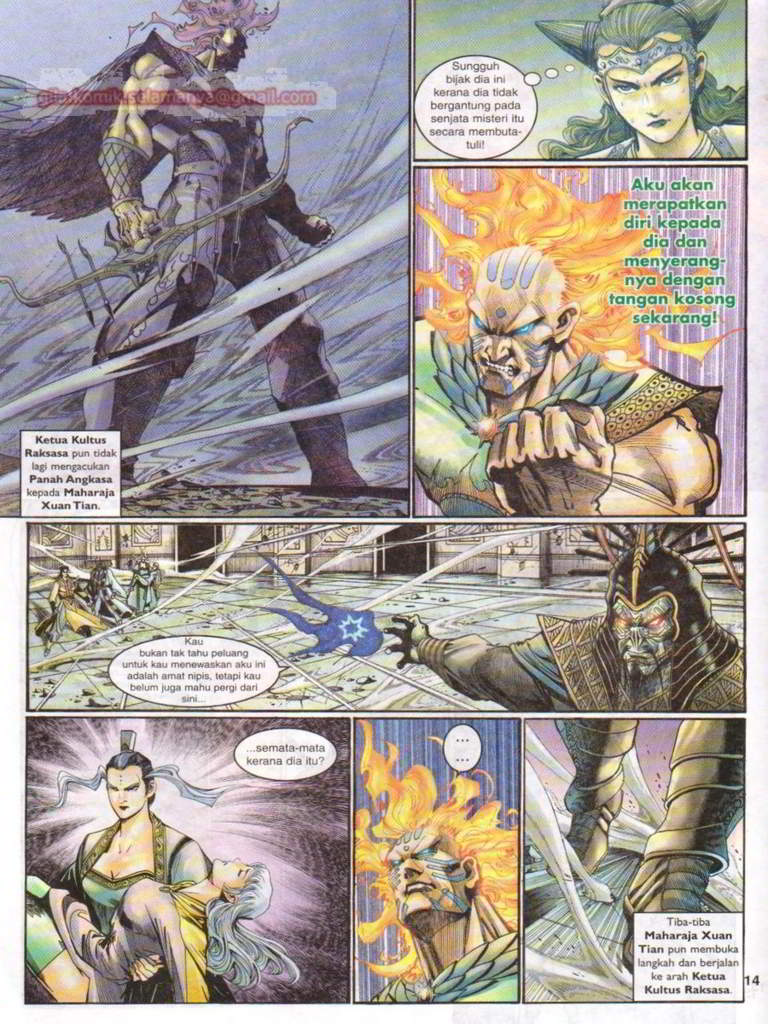 gilakomik.selamanya@gmail.com
Ketua Kultus
Raksasa pun tidak
lagi mengacukan
Panah Angkasa
kepada Maharaja
Xuan Tian.
Sungguh
bijak dia ini
kerana dia tidak
bergantung pada
senjata misteri itu
secara membuta-
tuli!
Aku akan
merapatkan
diri kepada
dia dan
menyerang-
nya dengan
tangan kosong
sekarang!
Kau
bukan tak tahu peluang
untuk kau menewaskan aku ini
adalah amat nipis, tetapi kau
belum juga mahu pergi dari
sini...
...semata-mata
kerana dia itu?
...
...
Tiba-tiba
Maharaja Xuan
Tian pun membuka
langkah dan berjalan
ke arah Ketua
Kultus Raksasa.
14